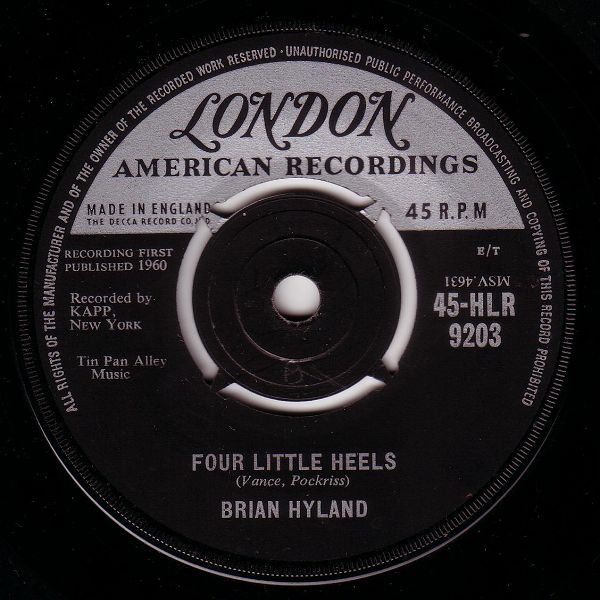 ALL RIGHTS OF THE MANUFACTURER AND OF THE OWNER OF THE RECORDED WORK RESERVED · UNAUTHORISED PUBLIC PERFORMANCE BROADCASTING AND COPYING OF THIS RECORD PROHIBITED
LONDON
AMERICAN RECORDINGS
MADE IN ENGLAND
THE DECCA RECORD CO.
45 R.P.M
RECORDING FIRST
PUBLISHED 1960
E/T
MSV.4631
Recorded by
KAPP,
NEW YORK
45-HLR
9203
Tin Pan Alley
Music
FOUR LITTLE HEELS
(Vance, Pockriss)
BRIAN HYLAND